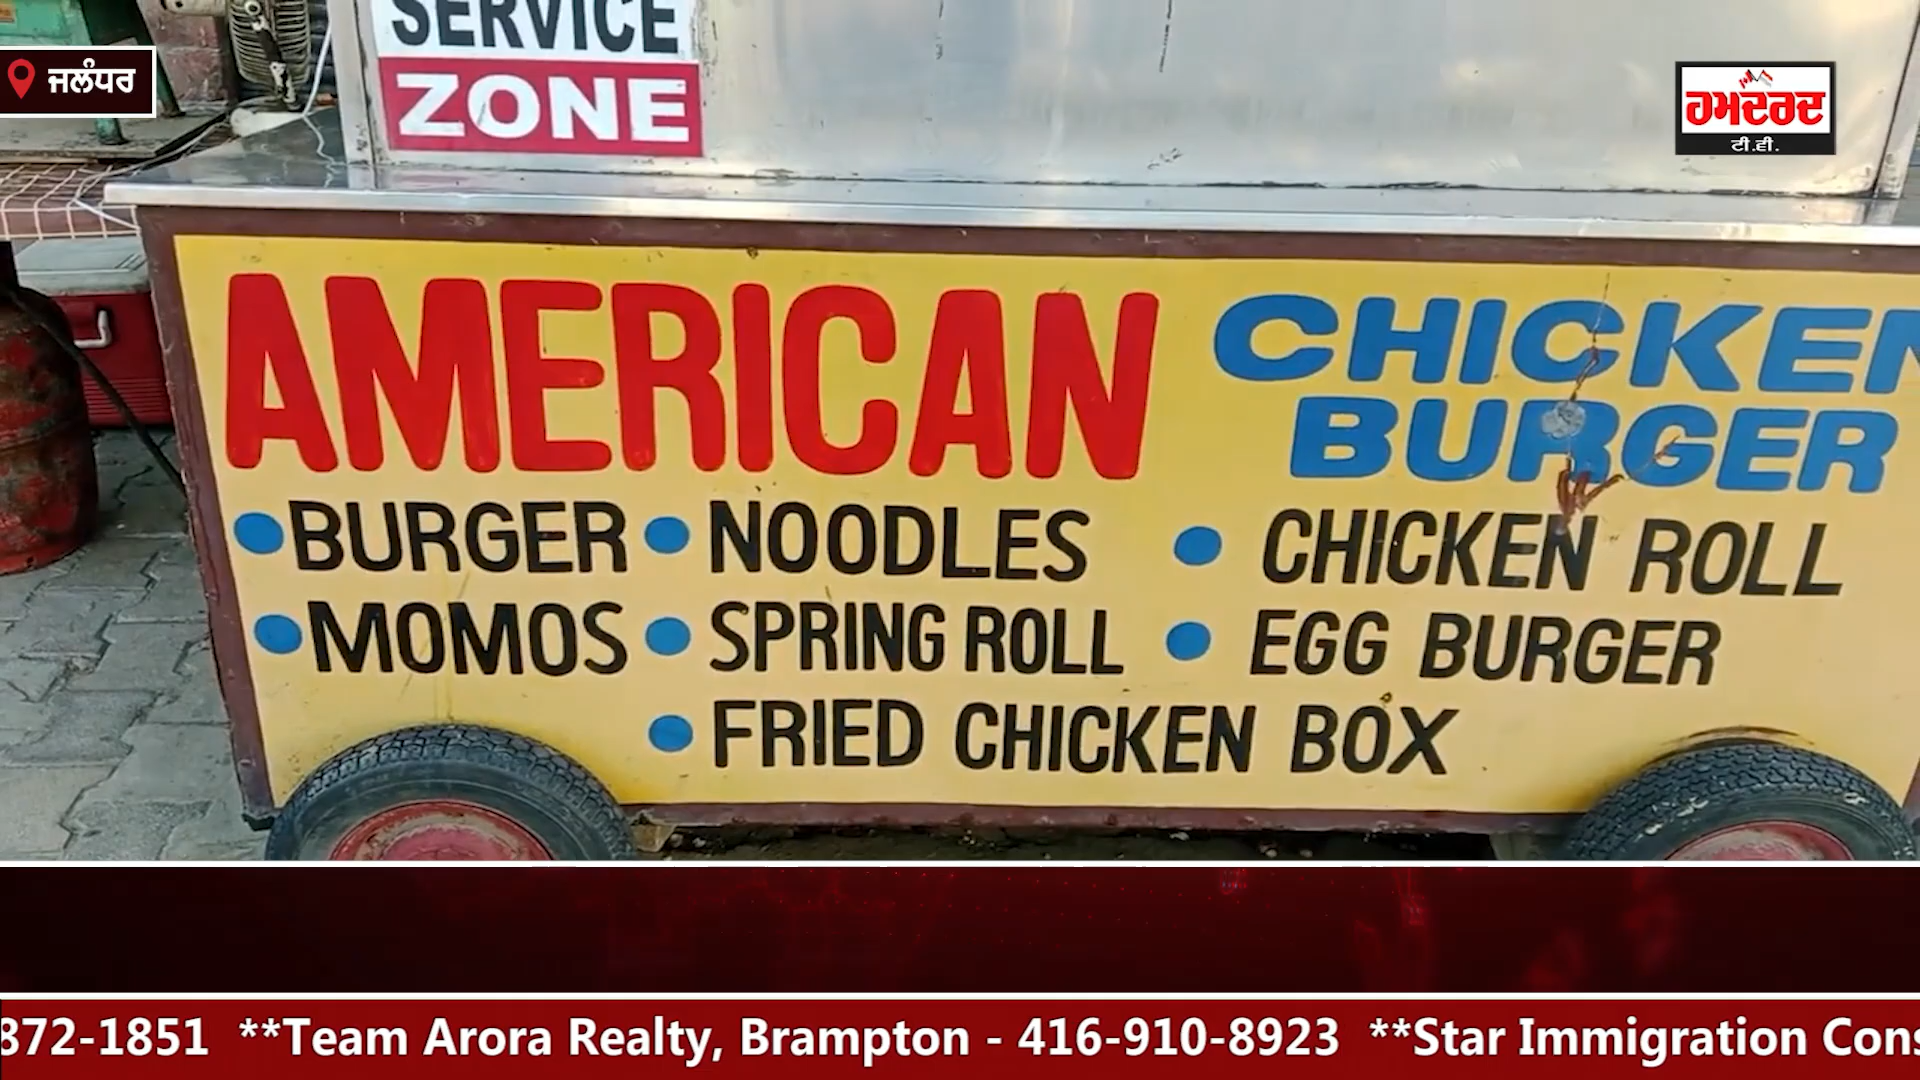 SERVICE
ZONE
ਜਲੰਧਰ
ਹਮਦਰਦ
ਟੀ.ਵੀ.
AMERICAN
CHICKEN
BURGER
• BURGER • NOODLES • CHICKEN ROLL
• MOMOS • SPRING ROLL • EGG BURGER
• FRIED CHICKEN BOX
872-1851 **Team Arora Realty, Brampton - 416-910-8923 **Star Immigration Cons